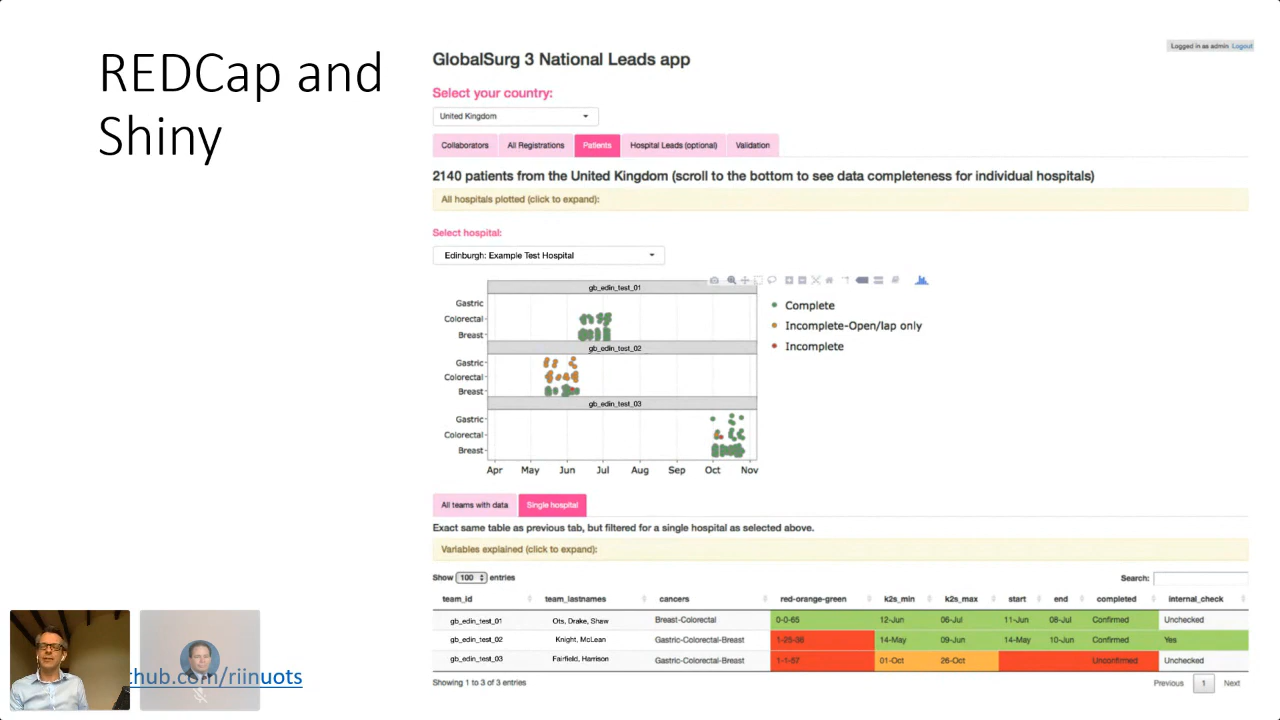 REDCap and
Shiny
Logged in as admin Logout
GlobalSurg 3 National Leads app
Select your country:
United Kingdom
Collaborators All Registrations Patients Hospital Leads (optional) Validation
2140 patients from the United Kingdom (scroll to the bottom to see data completeness for individual hospitals)
All hospitals plotted (click to expand):
Select hospital:
Edinburgh: Example Test Hospital
gb_edin_test_01
Gastric
Colorectal
Breast
gb_edin_test_02
Gastric
Colorectal
Breast
gb_edin_test_03
Gastric
Colorectal
Breast
Apr May Jun Jul Aug Sep Oct Nov
Complete
Incomplete-Open/lap only
Incomplete
All teams with data Single hospital
Exact same table as previous tab, but filtered for a single hospital as selected above.
Variables explained (click to expand):
Show 100 entries Search:
team_id team_lastnames cancers red-orange-green k2s_min k2s_max start end completed internal_check
gb_edin_test_01 Ots, Drake, Shaw Breast-Colorectal 0-0-65 12-Jun 06-Jul 11-Jun 08-Jul Confirmed Unchecked
gb_edin_test_02 Knight, McLean Gastric-Colorectal-Breast 1-25-36 14-May 09-Jun 14-May 10-Jun Confirmed Yes
gb_edin_test_03 Fairfield, Harrison Gastric-Colorectal-Breast 1-1-57 01-Oct 26-Oct Unconfirmed Unchecked
Showing 1 to 3 of 3 entries Previous 1 Next
thub.com/riinuots